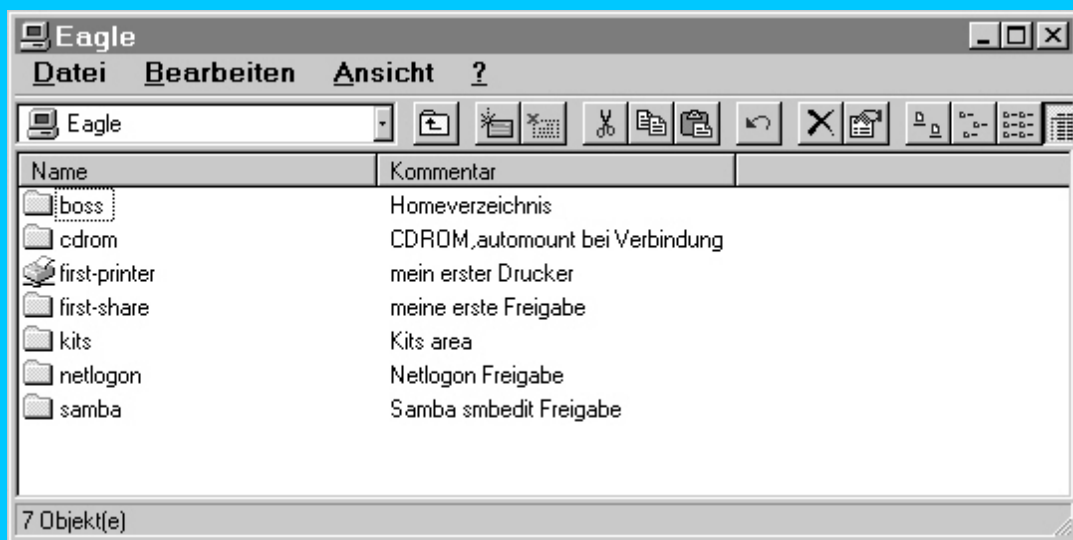 Eagle
Datei Bearbeiten Ansicht ?
Eagle
Name Kommentar
boss Homeverzeichnis
cdrom CDROM,automount bei Verbindung
first-printer mein erster Drucker
first-share meine erste Freigabe
kits Kits area
netlogon Netlogon Freigabe
samba Samba smbedit Freigabe
7 Objekt(e)